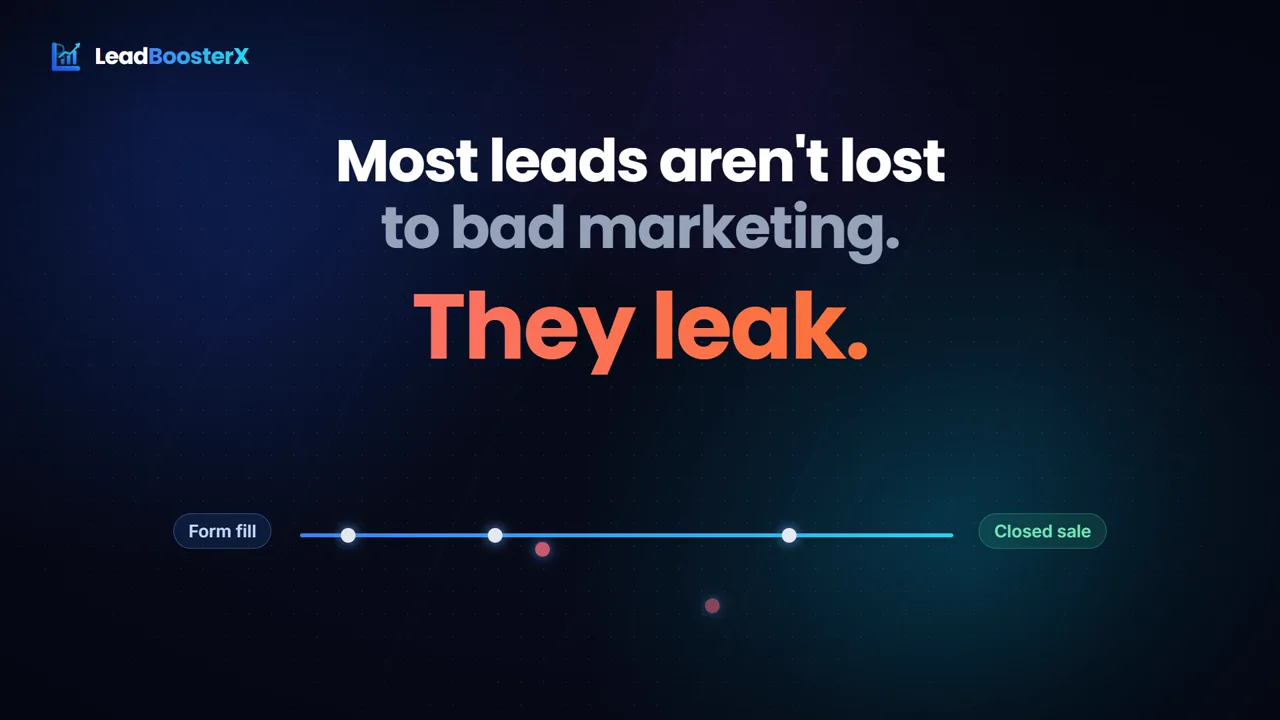 LeadBoosterX
Most leads aren't lost
to bad marketing.
They leak.
Form fill
Closed sale